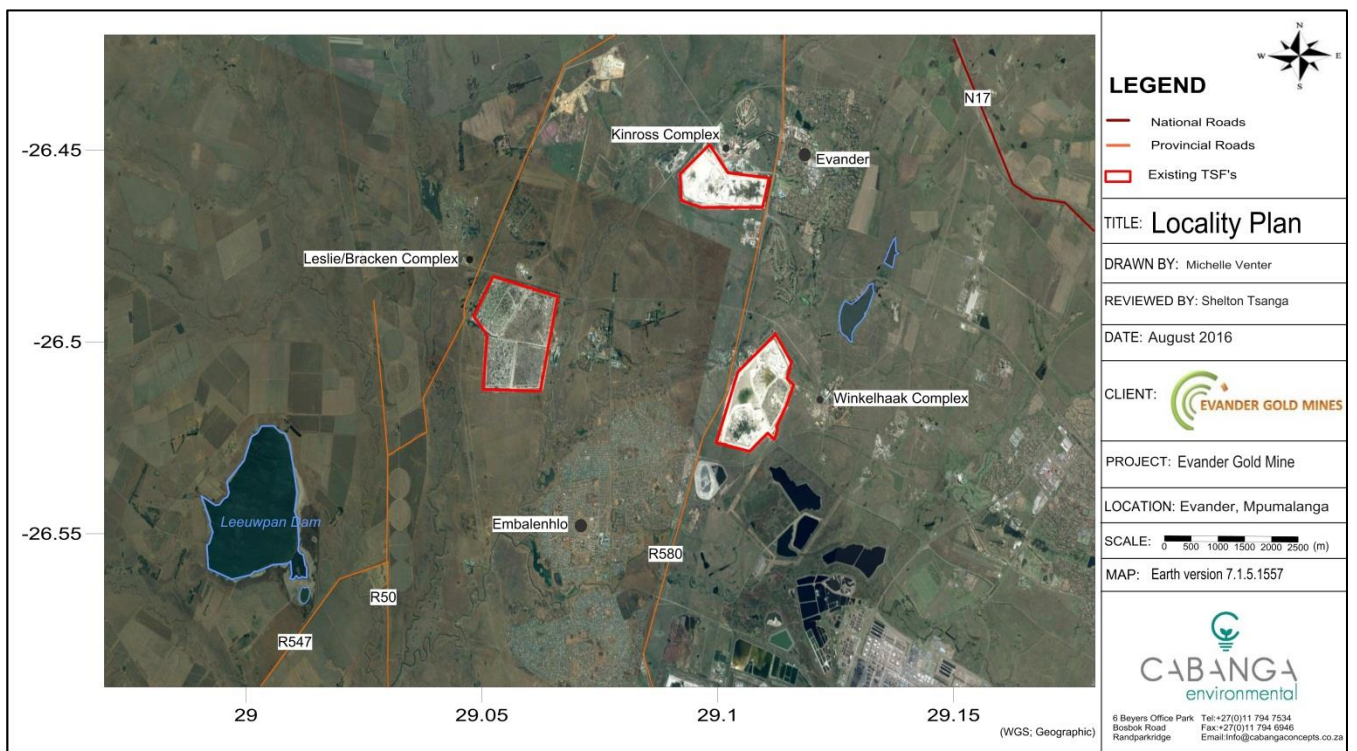 -26.45
-26.5
-26.55
29
29.05
29.1
29.15
(WGS; Geographic)
N17
Kinross Complex
Evander
Leslie/Bracken Complex
Winkelhaak Complex
Leeuwpan Dam
Embalenhlo
R580
R50
R547
N
W
E
S
LEGEND
National Roads
Provincial Roads
Existing TSF's
TITLE: Locality Plan
DRAWN BY: Michelle Venter
REVIEWED BY: Shelton Tsanga
DATE: August 2016
CLIENT:
EVANDER GOLD MINES
PROJECT: Evander Gold Mine
LOCATION: Evander, Mpumalanga
SCALE: 0 500 1000 1500 2000 2500 (m)
MAP: Earth version 7.1.5.1557
CABANGA
environmental
6 Beyers Office Park Tel:+27(0)11 794 7534
Bosbok Road Fax:+27(0)11 794 6946
Randparkridge Email:Info@cabangaconcepts.co.za